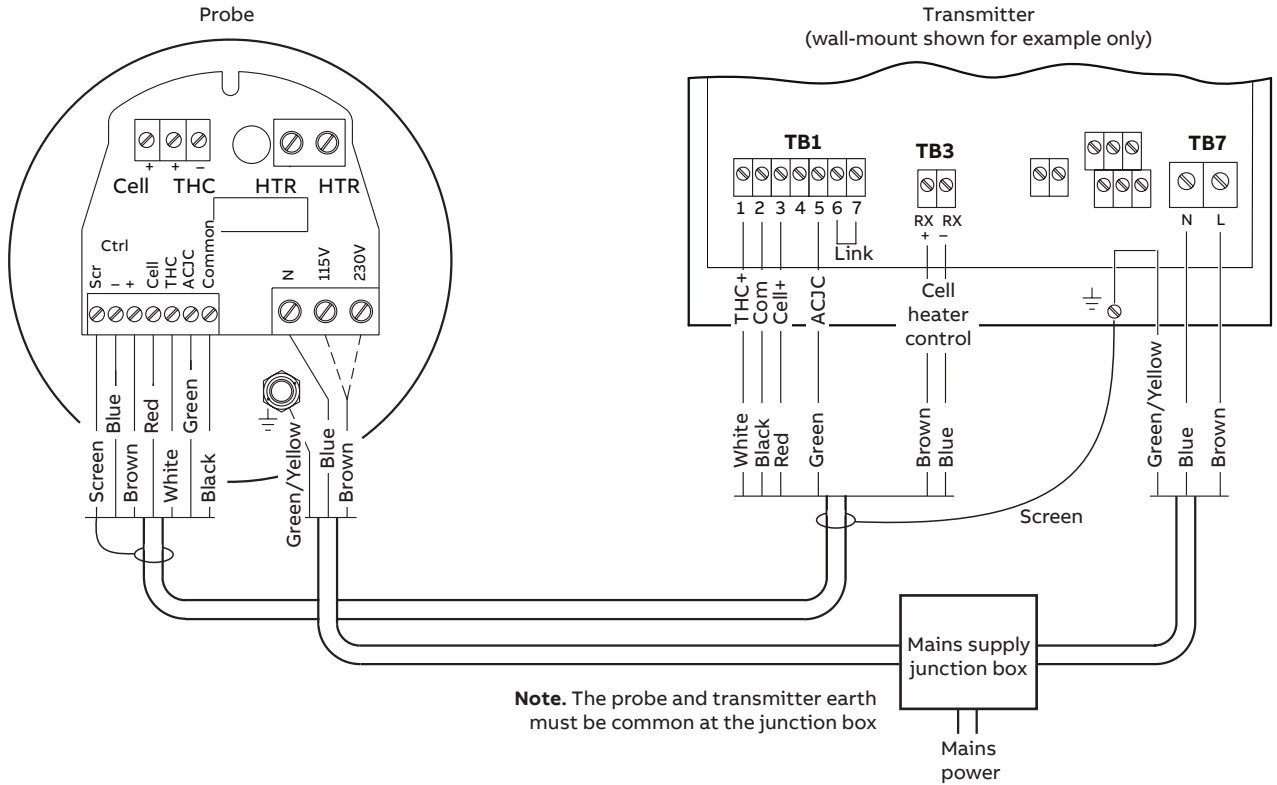 Probe
Transmitter
(wall-mount shown for example only)
+ + –
Cell THC HTR HTR
Ctrl
Scr
–
+
Cell
THC
ACJC
Common
N
115V
230V
Screen
Blue
Brown
Red
White
Green
Black
Green/Yellow
Blue
Brown
TB1
TB3
TB7
1 2 3 4 5 6 7
Link
RX RX
+ –
N L
THC+
Com
Cell+
ACJC
Cell
heater
control
White
Black
Red
Green
Brown
Blue
Green/Yellow
Blue
Brown
Screen
Mains supply
junction box
Note. The probe and transmitter earth
must be common at the junction box
Mains
power